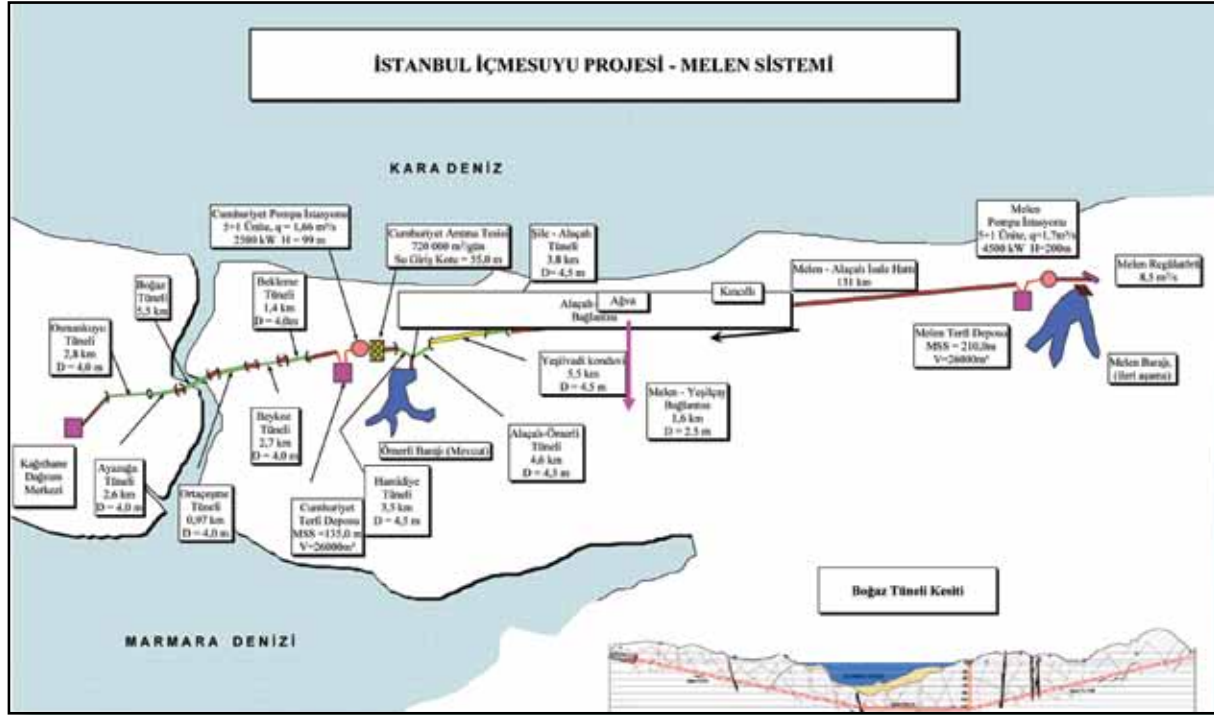 İSTANBUL İÇMESUYU PROJESİ - MELEN SİSTEMİ
KARA DENİZ
Cumhuriyet Pompa İstasyonu
5+1 Ünite, q = 1,66 m³/s
2500 kW H = 99 m
Cumhuriyet Arıtma Tesisi
720 000 m³/gün
Su Giriş Kotu = 55,0 m
Şile - Alaçalı
Tüneli
3.8 km
D= 4,5 m
Melen
Pompa İstasyonu
5+1 Ünite, q=1,7m³/s
4500 kW H=200m
Melen Regülatörü
8,5 m³/s
Melen - Alaçalı İsale Hattı
131 km
Boğaz
Tüneli
5,5 km
Bekleme
Tüneli
1,4 km
D = 4.0m
Alaçalı
Bağlantısı
Ağva
Kıncıllı
Osmankuyu
Tüneli
2,8 km
D = 4,0 m
Melen Terfi Deposu
MSS = 210,0m
V=26000m³
Melen Barajı,
(ileri aşama)
Yeşilvadi kondüvi
5,5 km
D = 4,5 m
Melen - Yeşilçay
Bağlantısı
1,6 km
D = 2.5 m
Beykoz
Tüneli
2,7 km
D = 4,0 m
Ömerli Barajı (Mevcut)
Alaçalı-Ömerli
Tüneli
4,6 km
D = 4,5 m
Kağıthane
Dağıtım
Merkezi
Ayazağa
Tüneli
2,6 km
D = 4.0 m
Ortaçeşme
Tüneli
0,97 km
D = 4,0 m
Cumhuriyet
Terfi Deposu
MSS =135,0 m
V=26000m³
Hamidiye
Tüneli
3,5 km
D = 4,5 m
Boğaz Tüneli Kesiti
MARMARA DENİZİ